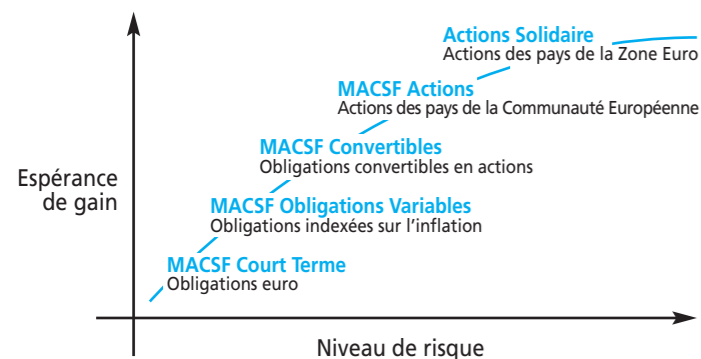 Actions Solidaire
Actions des pays de la Zone Euro
MACSF Actions
Actions des pays de la Communauté Européenne
MACSF Convertibles
Obligations convertibles en actions
Espérance
de gain
MACSF Obligations Variables
Obligations indexées sur l'inflation
MACSF Court Terme
Obligations euro
Niveau de risque